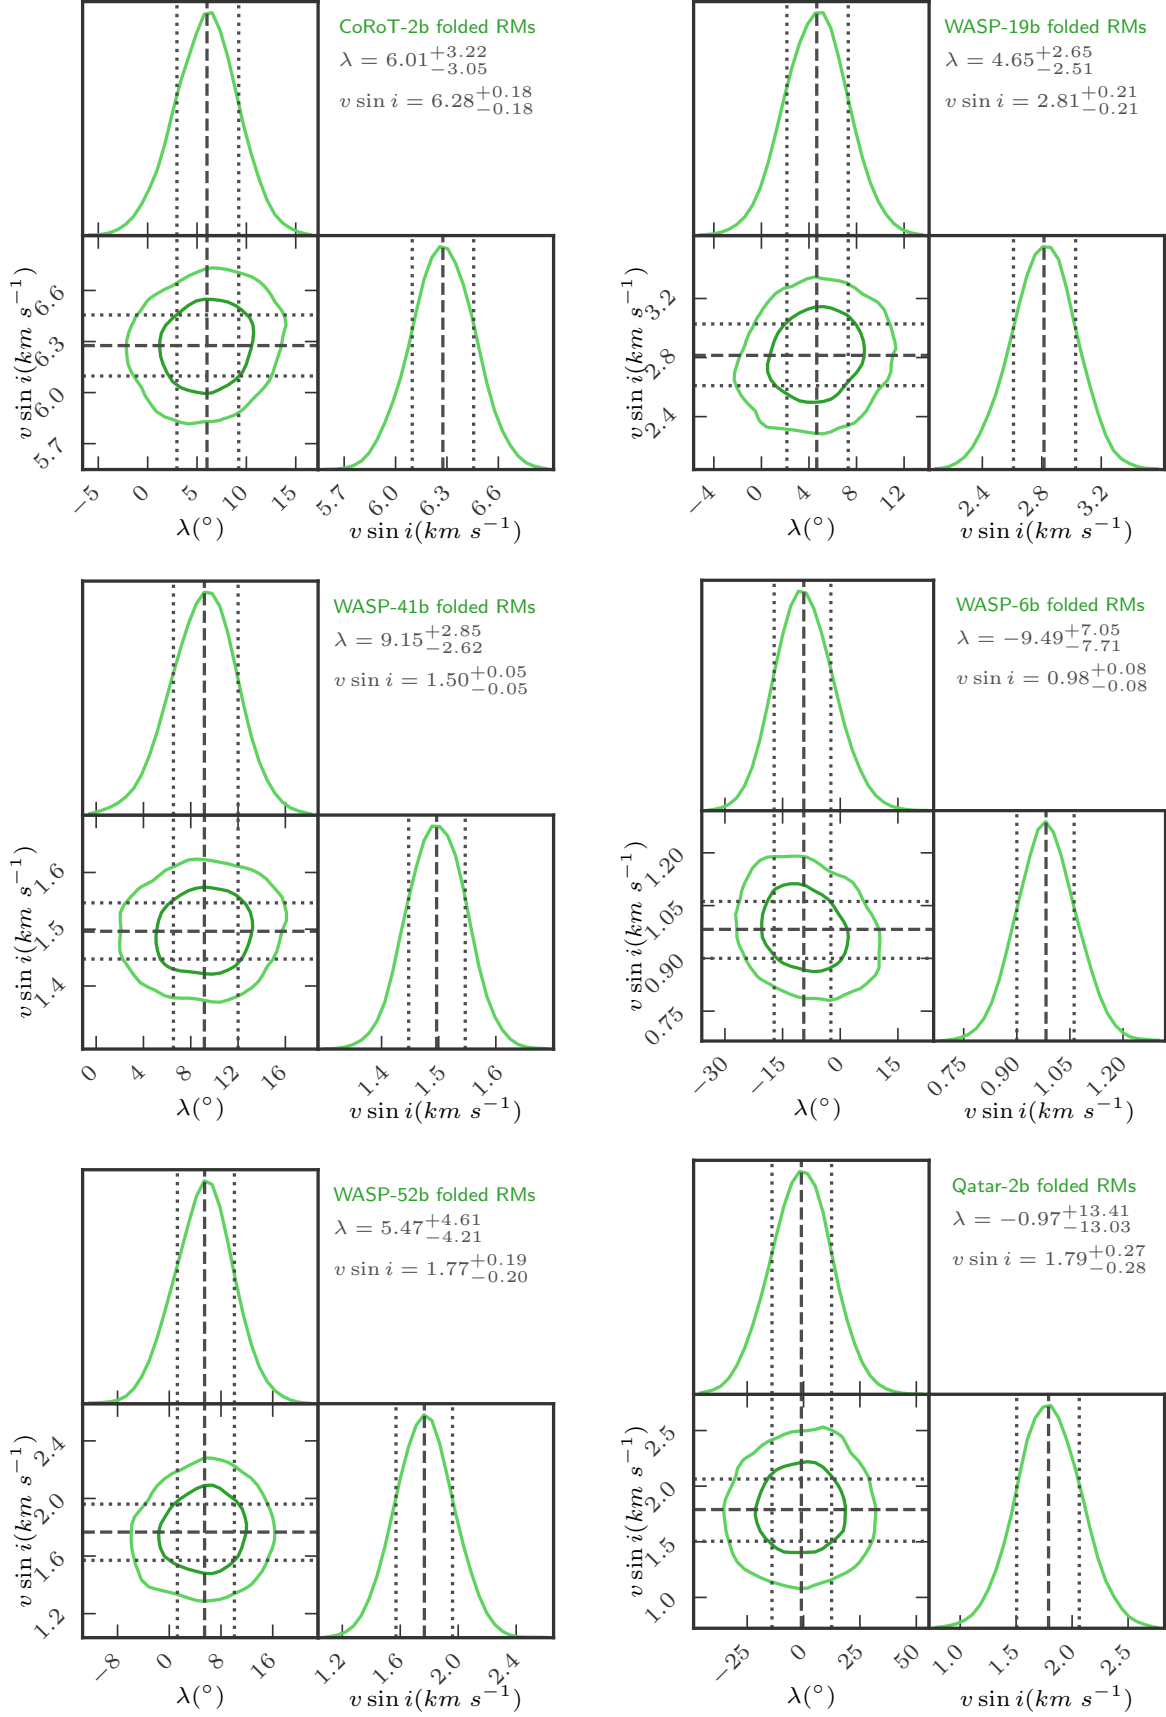 CoRoT-2b folded RMs
λ = 6.01 +3.22 −3.05
v sin i = 6.28 +0.18 −0.18
v sin i(km s−1)
6.6
6.3
6.0
5.7
−5 0 5 10 15
λ(°)
5.7 6.0 6.3 6.6
v sin i(km s−1)
WASP-19b folded RMs
λ = 4.65 +2.65 −2.51
v sin i = 2.81 +0.21 −0.21
v sin i(km s−1)
3.2
2.8
2.4
−4 0 4 8 12
λ(°)
2.4 2.8 3.2
v sin i(km s−1)
WASP-41b folded RMs
λ = 9.15 +2.85 −2.62
v sin i = 1.50 +0.05 −0.05
v sin i(km s−1)
1.6
1.5
1.4
0 4 8 12 16
λ(°)
1.4 1.5 1.6
v sin i(km s−1)
WASP-6b folded RMs
λ = −9.49 +7.05 −7.71
v sin i = 0.98 +0.08 −0.08
v sin i(km s−1)
1.20
1.05
0.90
0.75
−30 −15 0 15
λ(°)
0.75 0.90 1.05 1.20
v sin i(km s−1)
WASP-52b folded RMs
λ = 5.47 +4.61 −4.21
v sin i = 1.77 +0.19 −0.20
v sin i(km s−1)
2.4
2.0
1.6
1.2
−8 0 8 16
λ(°)
1.2 1.6 2.0 2.4
v sin i(km s−1)
Qatar-2b folded RMs
λ = −0.97 +13.41 −13.03
v sin i = 1.79 +0.27 −0.28
v sin i(km s−1)
2.5
2.0
1.5
1.0
−25 0 25 50
λ(°)
1.0 1.5 2.0 2.5
v sin i(km s−1)